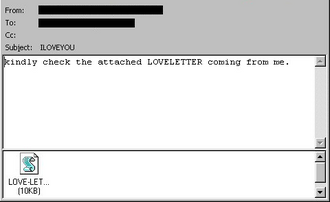 From:
To:
Cc:
Subject: ILOVEYOU
kindly check the attached LOVELETTER coming from me.
LOVE-LET...
(10KB)